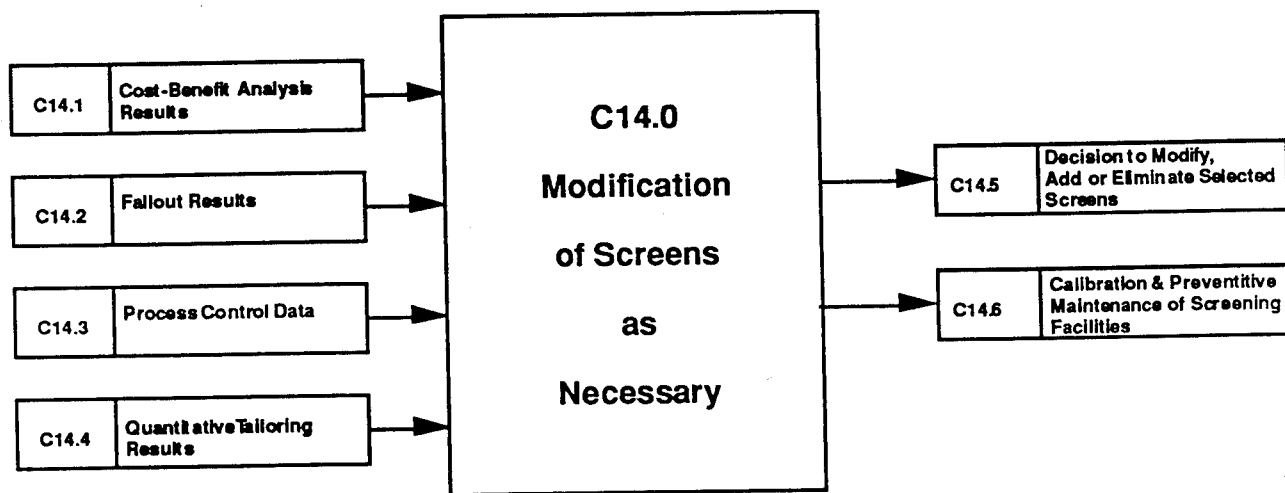 C14.1
Cost-Benefit Analysis
Results
C14.2
Fallout Results
C14.3
Process Control Data
C14.4
Quantitative Tailoring
Results
C14.0
Modification
of Screens
as
Necessary
C14.5
Decision to Modify,
Add or Eliminate Selected
Screens
C14.6
Calibration & Preventitive
Maintenance of Screening
Facilities